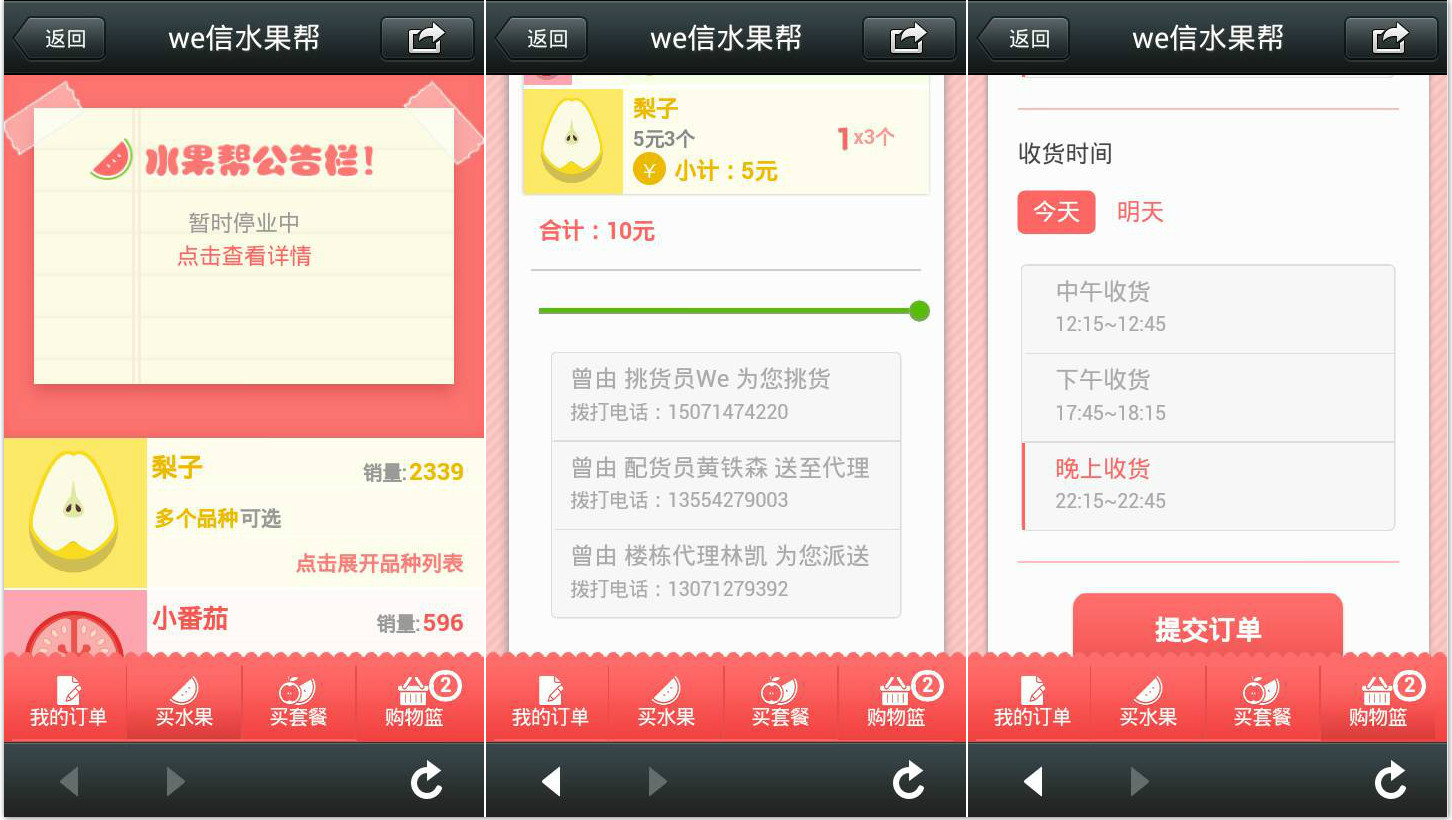 返回
we信水果帮
水果帮公告栏!
暂时停业中
点击查看详情
梨子
销量:2339
多个品种可选
点击展开品种列表
小番茄
销量:596
我的订单
买水果
买套餐
购物篮
2
返回
we信水果帮
梨子
5元3个
1x3个
¥ 小计：5元
合计：10元
曾由 挑货员We 为您挑货
拨打电话：15071474220
曾由 配货员黄铁森 送至代理
拨打电话：13554279003
曾由 楼栋代理林凯 为您派送
拨打电话：13071279392
我的订单
买水果
买套餐
购物篮
2
返回
we信水果帮
收货时间
今天
明天
中午收货
12:15~12:45
下午收货
17:45~18:15
晚上收货
22:15~22:45
提交订单
我的订单
买水果
买套餐
购物篮
2